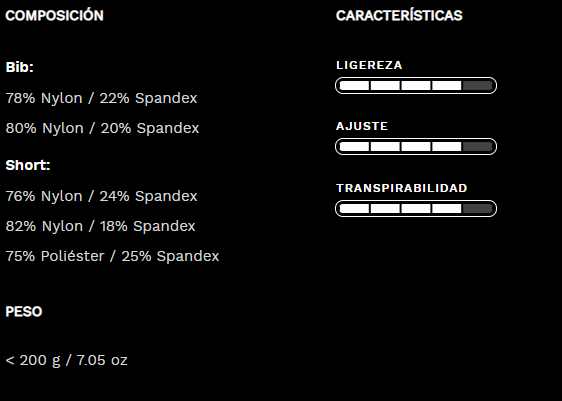 COMPOSICIÓN
Bib:
78% Nylon / 22% Spandex
80% Nylon / 20% Spandex
Short:
76% Nylon / 24% Spandex
82% Nylon / 18% Spandex
75% Poliéster / 25% Spandex
PESO
< 200 g / 7.05 oz
CARACTERÍSTICAS
LIGEREZA
AJUSTE
TRANSPIRABILIDAD